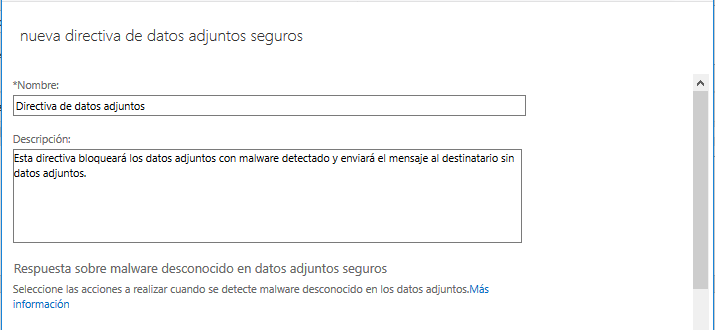 nueva directiva de datos adjuntos seguros
*Nombre:
Directiva de datos adjuntos
Descripción:
Esta directiva bloqueará los datos adjuntos con malware detectado y enviará el mensaje al destinatario sin
datos adjuntos.
Respuesta sobre malware desconocido en datos adjuntos seguros
Seleccione las acciones a realizar cuando se detecte malware desconocido en los datos adjuntos.Más
información